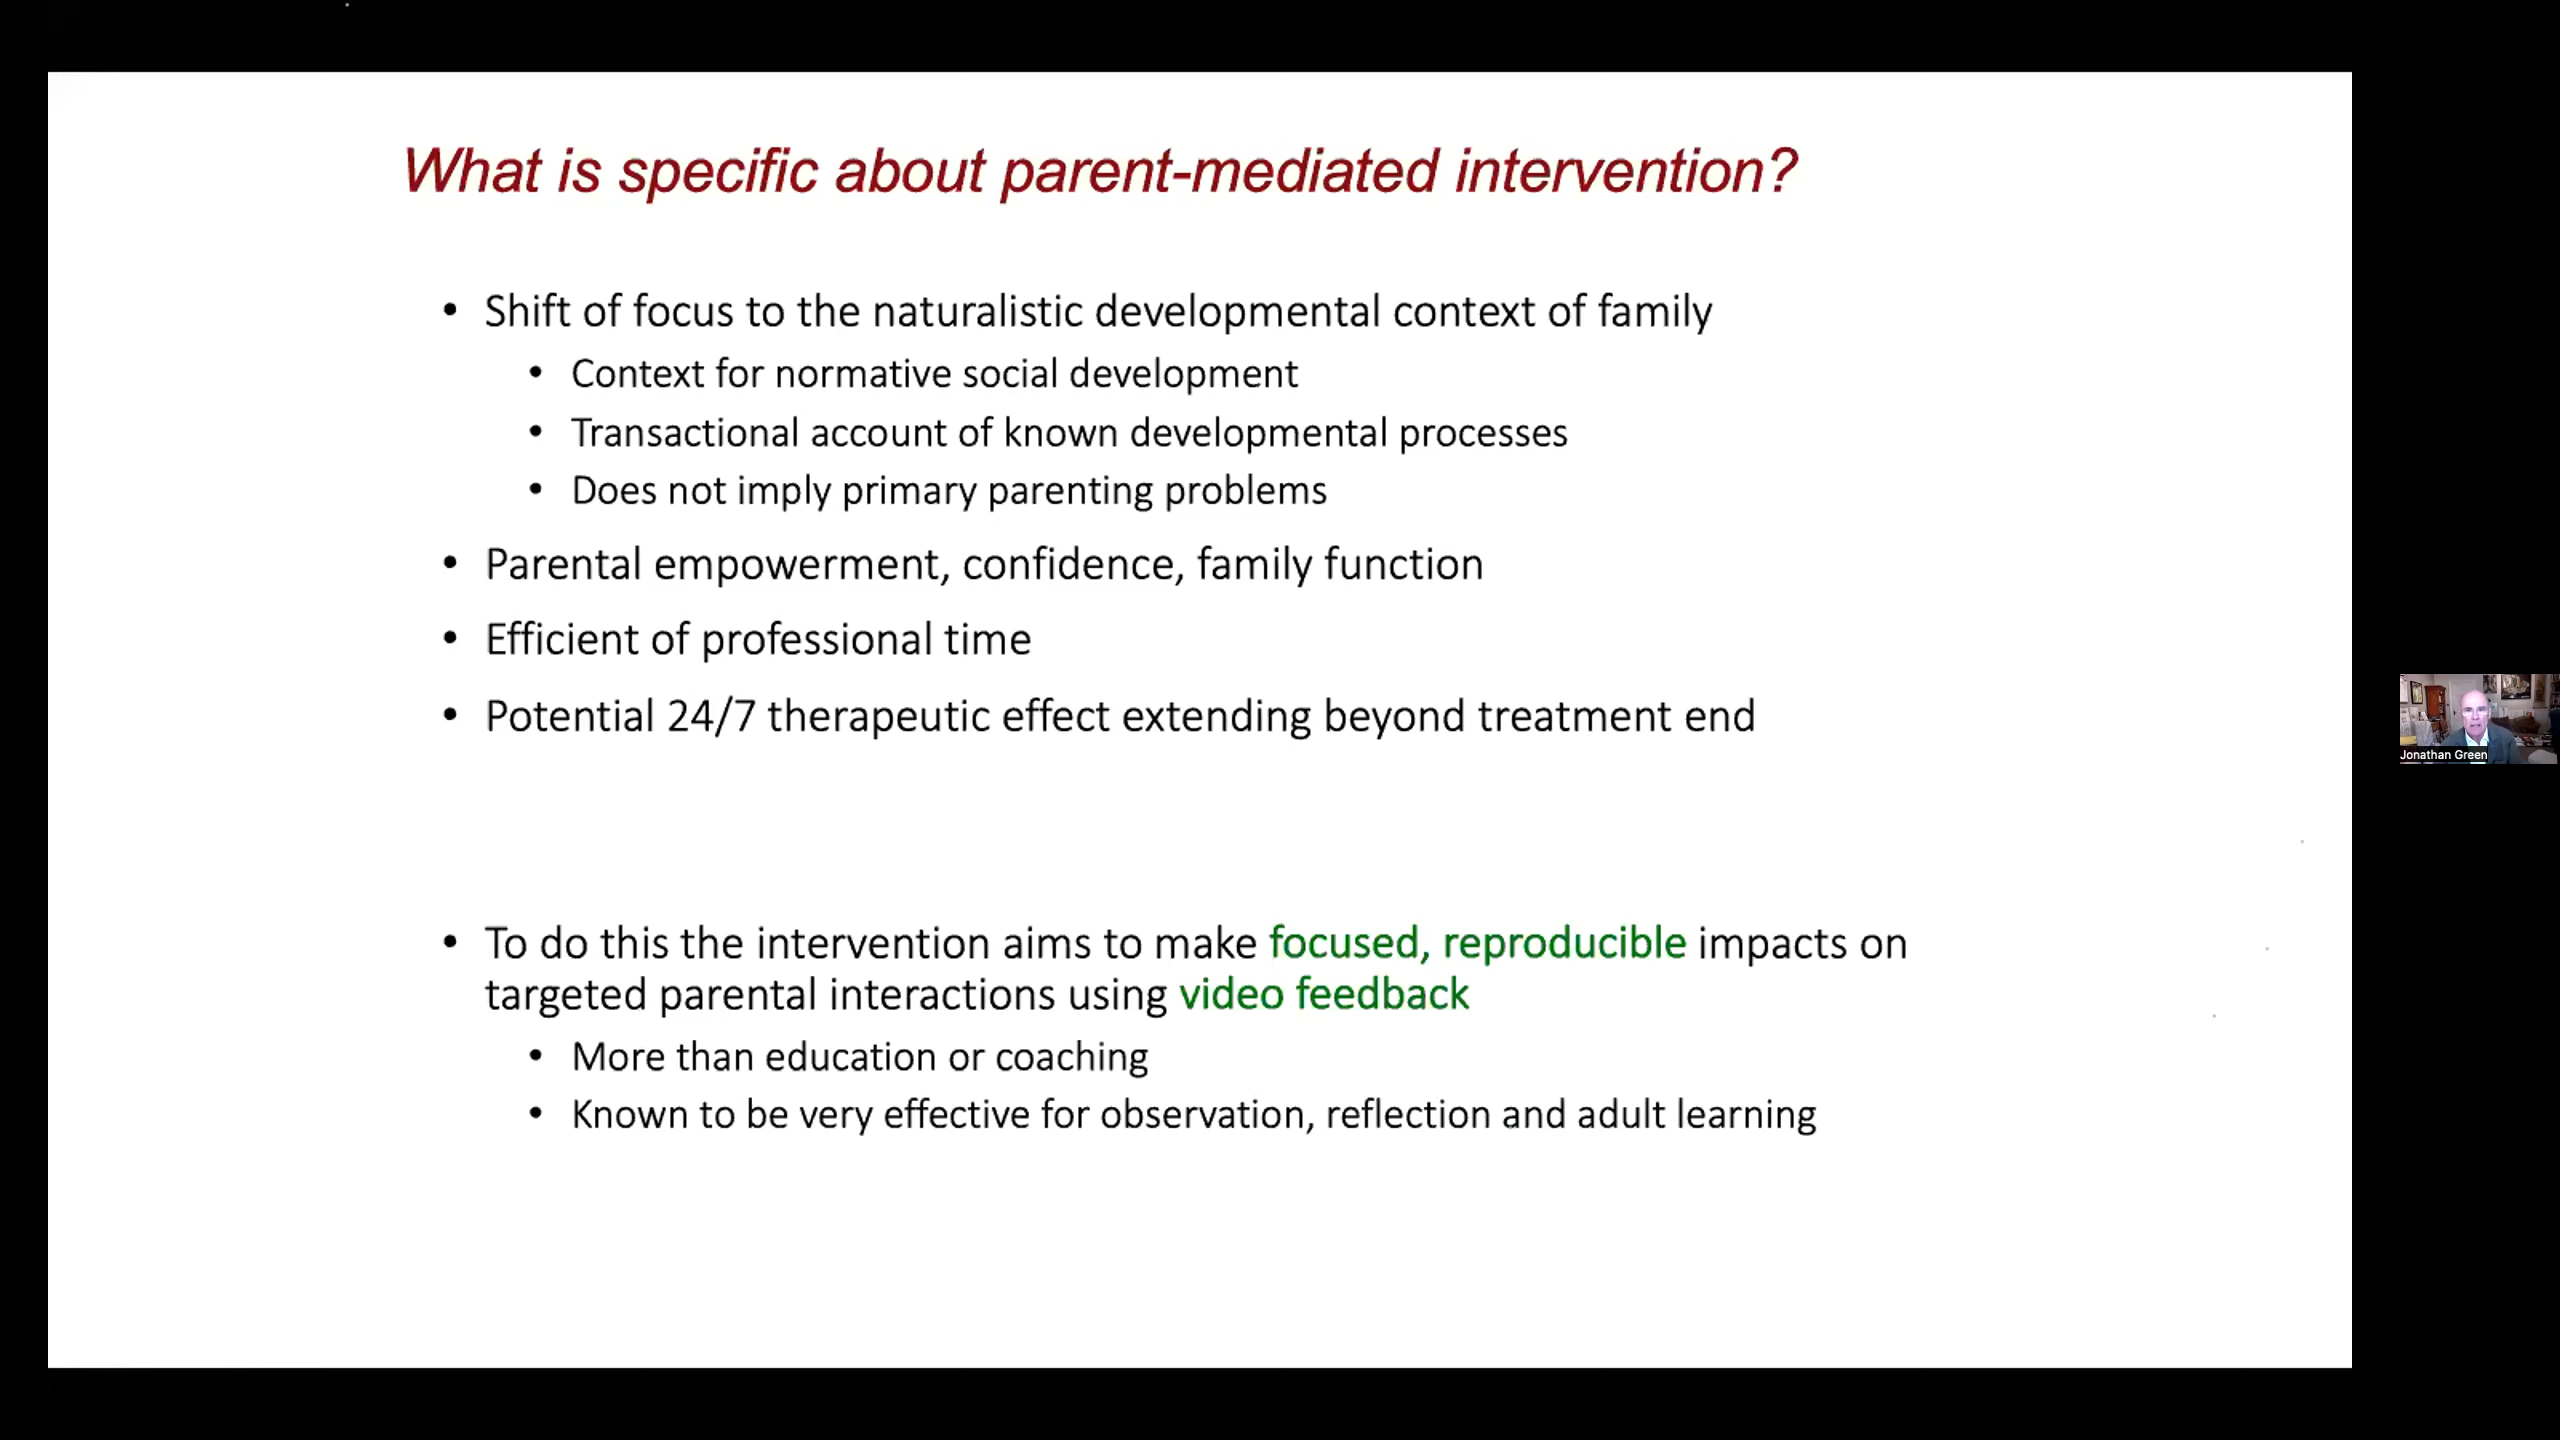 What is specific about parent-mediated intervention?
• Shift of focus to the naturalistic developmental context of family
• Context for normative social development
• Transactional account of known developmental processes
• Does not imply primary parenting problems
• Parental empowerment, confidence, family function
• Efficient of professional time
• Potential 24/7 therapeutic effect extending beyond treatment end
Jonathan Green
• To do this the intervention aims to make focused, reproducible impacts on
targeted parental interactions using video feedback
• More than education or coaching
• Known to be very effective for observation, reflection and adult learning